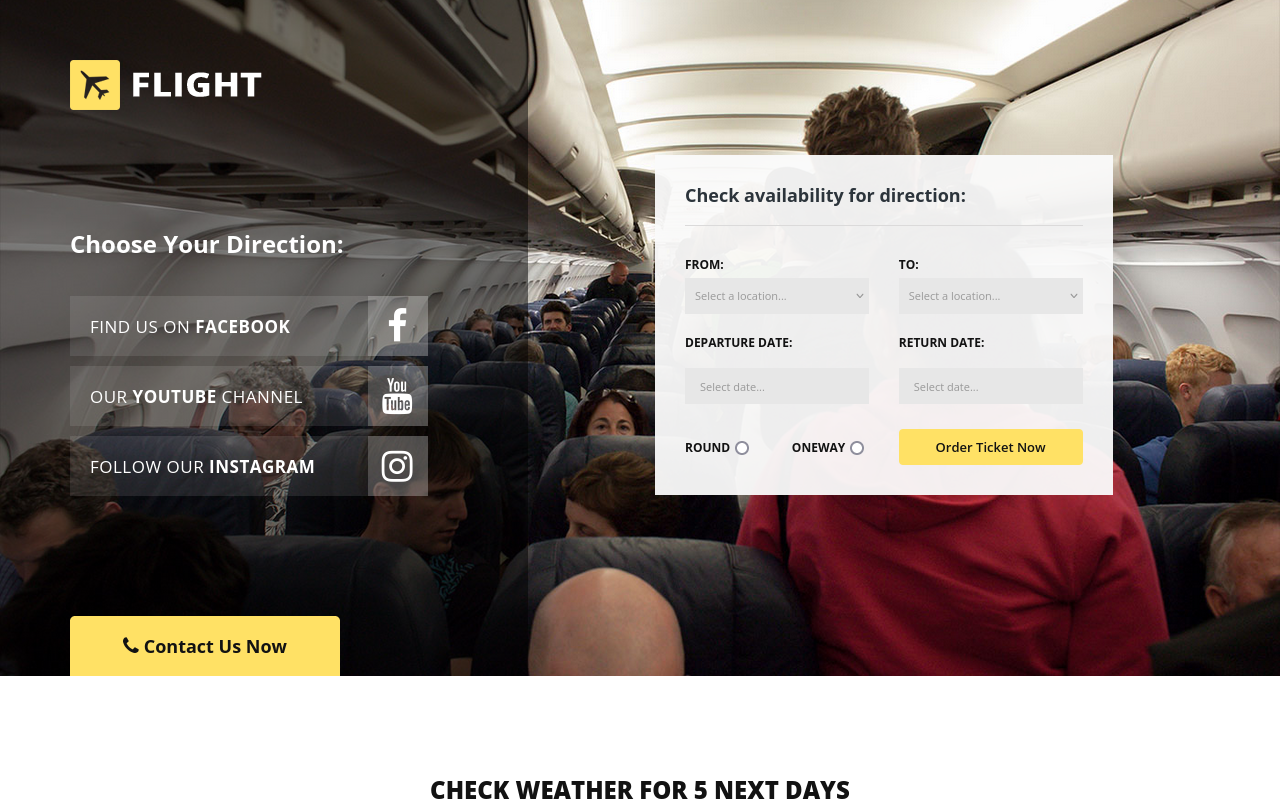 FLIGHT
Choose Your Direction:
FIND US ON FACEBOOK
OUR YOUTUBE CHANNEL
You
Tube
FOLLOW OUR INSTAGRAM
Contact Us Now
Check availability for direction:
FROM:
TO:
Select a location...
Select a location...
DEPARTURE DATE:
RETURN DATE:
Select date...
Select date...
ROUND
ONEWAY
Order Ticket Now
CHECK WEATHER FOR 5 NEXT DAYS